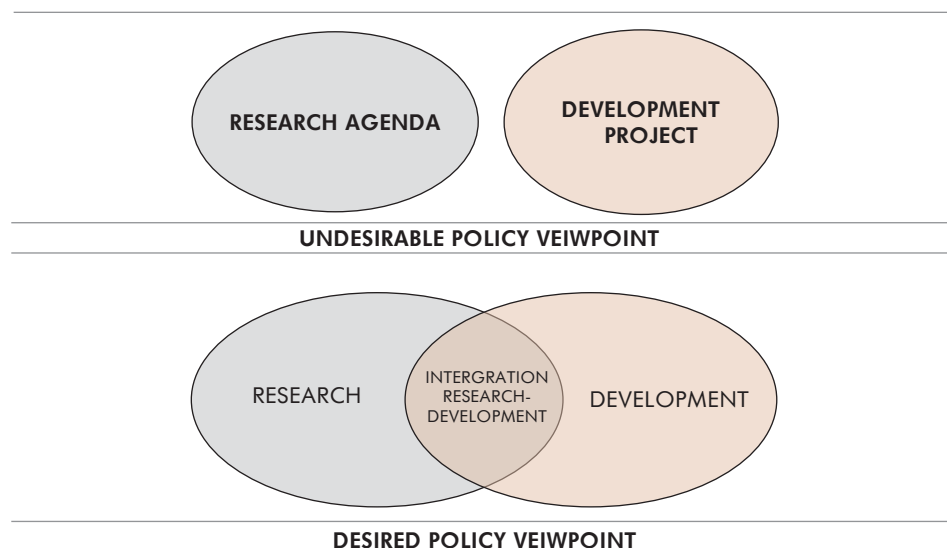 RESEARCH AGENDA
DEVELOPMENT
PROJECT
UNDESIRABLE POLICY VEIWPOINT
RESEARCH
INTERGRATION
RESEARCH-
DEVELOPMENT
DEVELOPMENT
DESIRED POLICY VEIWPOINT